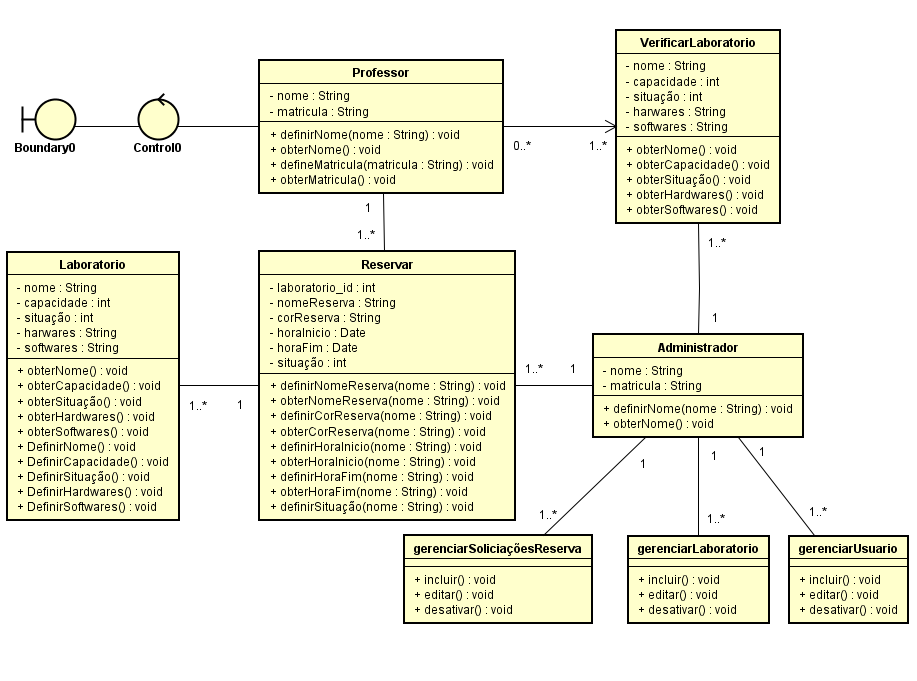 Boundary0
Control0
Professor
- nome : String
- matricula : String
+ definirNome(nome : String) : void
+ obterNome() : void
+ defineMatricula(matricula : String) : void
+ obterMatricula() : void
0..*
1..*
VerificarLaboratorio
- nome : String
- capacidade : int
- situação : int
- harwares : String
- softwares : String
+ obterNome() : void
+ obterCapacidade() : void
+ obterSituação() : void
+ obterHardwares() : void
+ obterSoftwares() : void
1
1..*
1..*
1
Laboratorio
- nome : String
- capacidade : int
- situação : int
- harwares : String
- softwares : String
+ obterNome() : void
+ obterCapacidade() : void
+ obterSituação() : void
+ obterHardwares() : void
+ obterSoftwares() : void
+ DefinirNome() : void
+ DefinirCapacidade() : void
+ DefinirSituação() : void
+ DefinirHardwares() : void
+ DefinirSoftwares() : void
1..*
1
Reservar
- laboratorio_id : int
- nomeReserva : String
- corReserva : String
- horaInicio : Date
- horaFim : Date
- situação : int
+ definirNomeReserva(nome : String) : void
+ obterNomeReserva(nome : String) : void
+ definirCorReserva(nome : String) : void
+ obterCorReserva(nome : String) : void
+ definirHoraInicio(nome : String) : void
+ obterHoraInicio(nome : String) : void
+ definirHoraFim(nome : String) : void
+ obterHoraFim(nome : String) : void
+ definirSituação(nome : String) : void
1..*
1
Administrador
- nome : String
- matricula : String
+ definirNome(nome : String) : void
+ obterNome() : void
1
1
1
1..*
1..*
1..*
gerenciarSoliciaçõesReserva
+ incluir() : void
+ editar() : void
+ desativar() : void
gerenciarLaboratorio
+ incluir() : void
+ editar() : void
+ desativar() : void
gerenciarUsuario
+ incluir() : void
+ editar() : void
+ desativar() : void